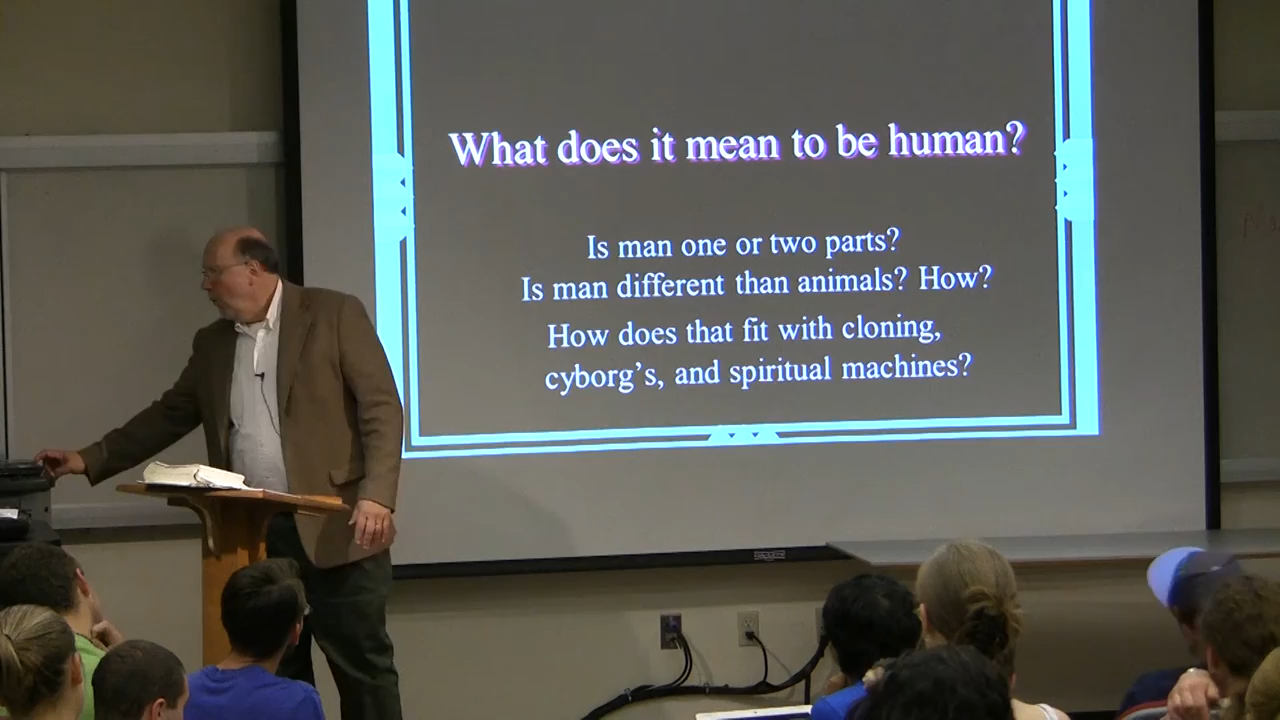 What does it mean to be human?
Is man one or two parts?
Is man different than animals? How?
How does that fit with cloning,
cyborg's, and spiritual machines?